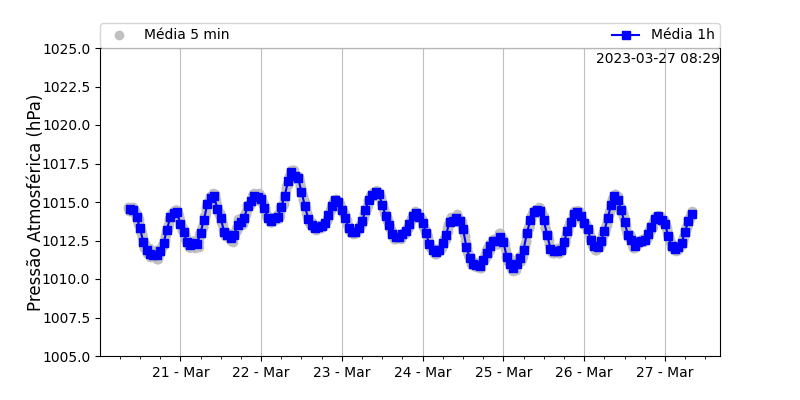 Média 5 min
Média 1h
2023-03-27 08:29
Pressão Atmosférica (hPa)
1025.0
1022.5
1020.0
1017.5
1015.0
1012.5
1010.0
1007.5
1005.0
21 - Mar
22 - Mar
23 - Mar
24 - Mar
25 - Mar
26 - Mar
27 - Mar